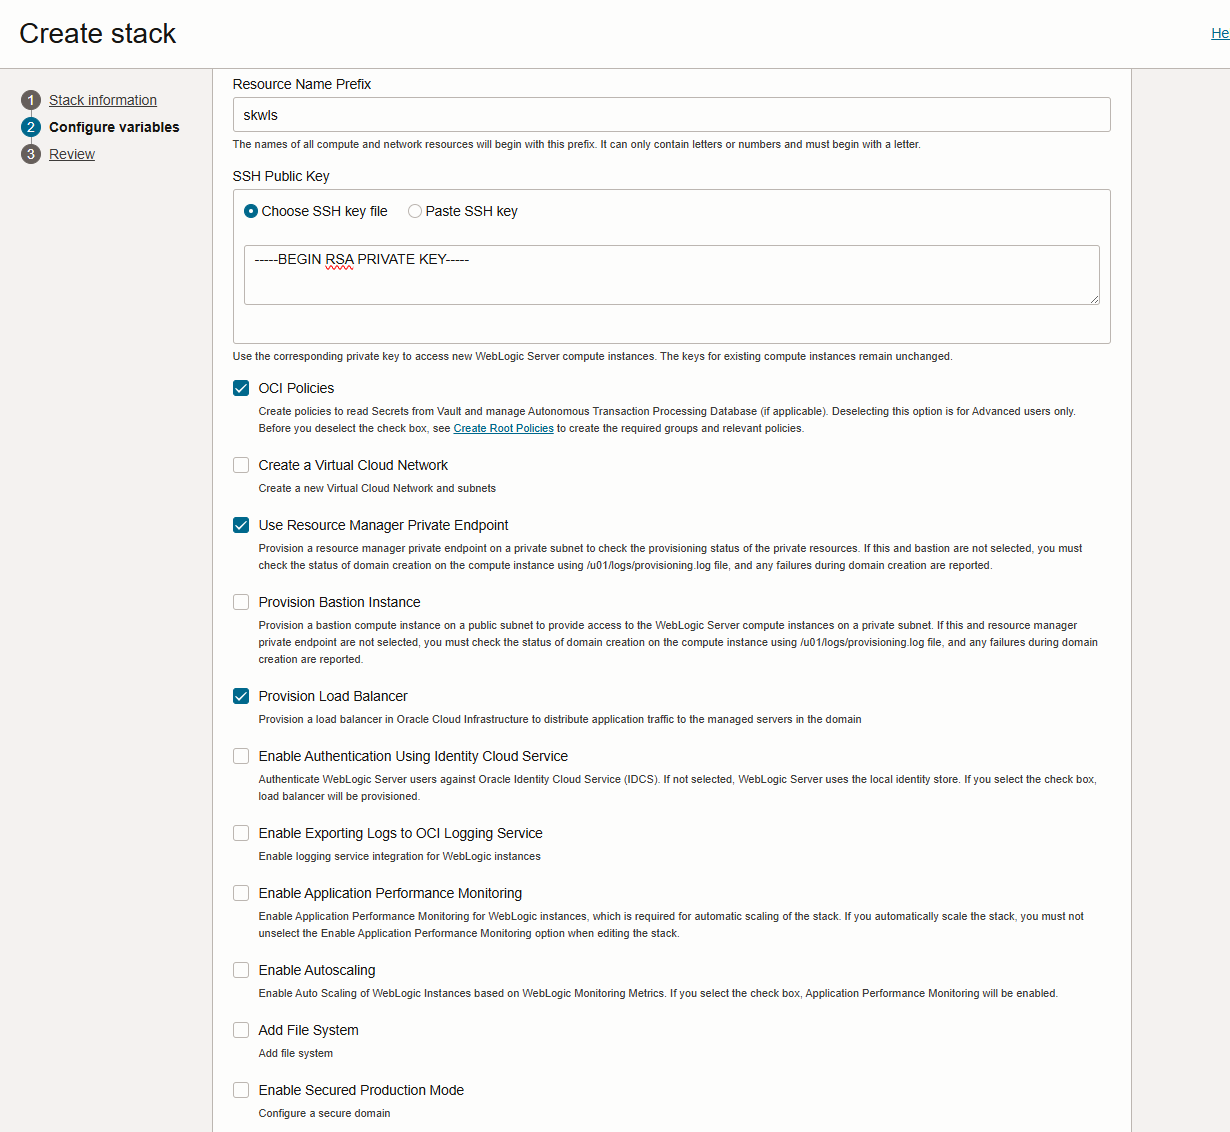 Create stack
He
1 Stack information
2 Configure variables
3 Review
Resource Name Prefix
skwls
The names of all compute and network resources will begin with this prefix. It can only contain letters or numbers and must begin with a letter.
SSH Public Key
Choose SSH key file Paste SSH key
-----BEGIN RSA PRIVATE KEY-----
Use the corresponding private key to access new WebLogic Server compute instances. The keys for existing compute instances remain unchanged.
OCI Policies
Create policies to read Secrets from Vault and manage Autonomous Transaction Processing Database (if applicable). Deselecting this option is for Advanced users only.
Before you deselect the check box, see Create Root Policies to create the required groups and relevant policies.
Create a Virtual Cloud Network
Create a new Virtual Cloud Network and subnets
Use Resource Manager Private Endpoint
Provision a resource manager private endpoint on a private subnet to check the provisioning status of the private resources. If this and bastion are not selected, you must
check the status of domain creation on the compute instance using /u01/logs/provisioning.log file, and any failures during domain creation are reported.
Provision Bastion Instance
Provision a bastion compute instance on a public subnet to provide access to the WebLogic Server compute instances on a private subnet. If this and resource manager
private endpoint are not selected, you must check the status of domain creation on the compute instance using /u01/logs/provisioning.log file, and any failures during domain
creation are reported.
Provision Load Balancer
Provision a load balancer in Oracle Cloud Infrastructure to distribute application traffic to the managed servers in the domain
Enable Authentication Using Identity Cloud Service
Authenticate WebLogic Server users against Oracle Identity Cloud Service (IDCS). If not selected, WebLogic Server uses the local identity store. If you select the check box,
load balancer will be provisioned.
Enable Exporting Logs to OCI Logging Service
Enable logging service integration for WebLogic instances
Enable Application Performance Monitoring
Enable Application Performance Monitoring for WebLogic instances, which is required for automatic scaling of the stack. If you automatically scale the stack, you must not
unselect the Enable Application Performance Monitoring option when editing the stack.
Enable Autoscaling
Enable Auto Scaling of WebLogic Instances based on WebLogic Monitoring Metrics. If you select the check box, Application Performance Monitoring will be enabled.
Add File System
Add file system
Enable Secured Production Mode
Configure a secure domain